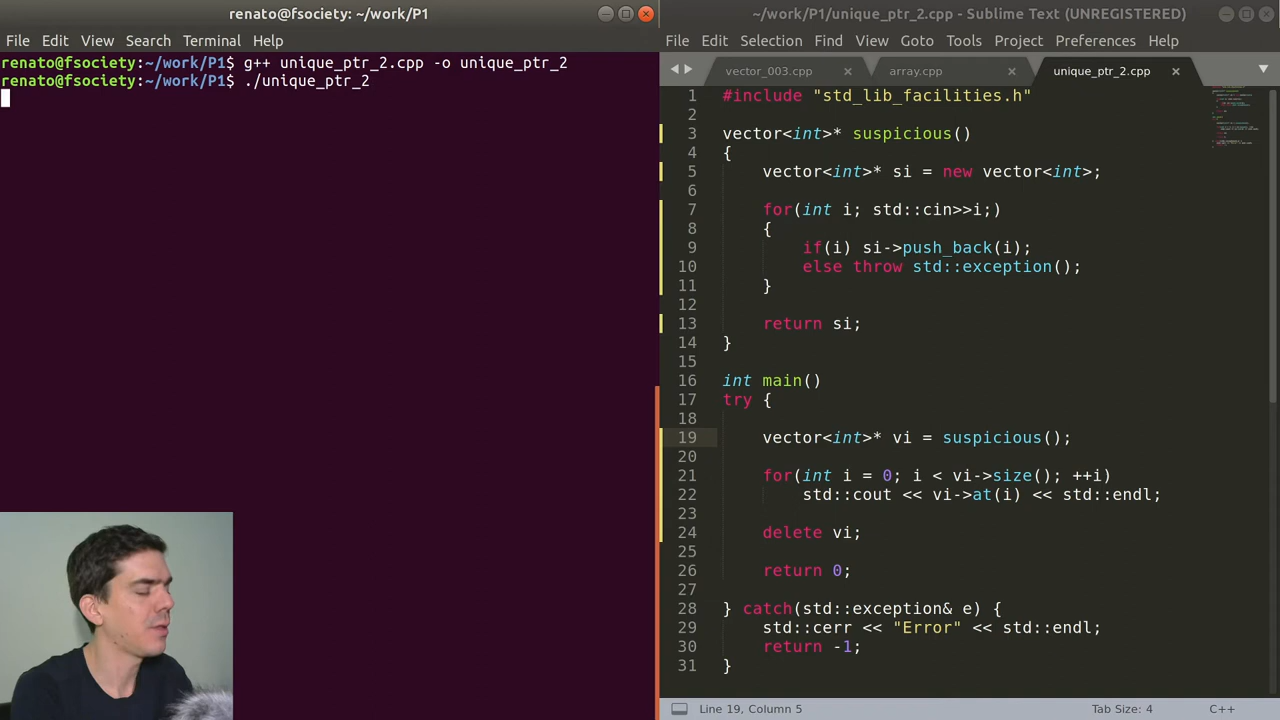 renato@fsociety: ~/work/P1
File Edit View Search Terminal Help
renato@fsociety:~/work/P1$ g++ unique_ptr_2.cpp -o unique_ptr_2
renato@fsociety:~/work/P1$ ./unique_ptr_2
~/work/P1/unique_ptr_2.cpp - Sublime Text (UNREGISTERED)
File Edit Selection Find View Goto Tools Project Preferences Help
vector_003.cpp array.cpp unique_ptr_2.cpp
1 #include "std_lib_facilities.h"
2
3 vector<int>* suspicious()
4 {
5 vector<int>* si = new vector<int>;
6
7 for(int i; std::cin>>i;)
8 {
9 if(i) si->push_back(i);
10 else throw std::exception();
11 }
12
13 return si;
14 }
15
16 int main()
17 try {
18
19 vector<int>* vi = suspicious();
20
21 for(int i = 0; i < vi->size(); ++i)
22 std::cout << vi->at(i) << std::endl;
23
24 delete vi;
25
26 return 0;
27
28 } catch(std::exception& e) {
29 std::cerr << "Error" << std::endl;
30 return -1;
31 }
Line 19, Column 5
Tab Size: 4
C++